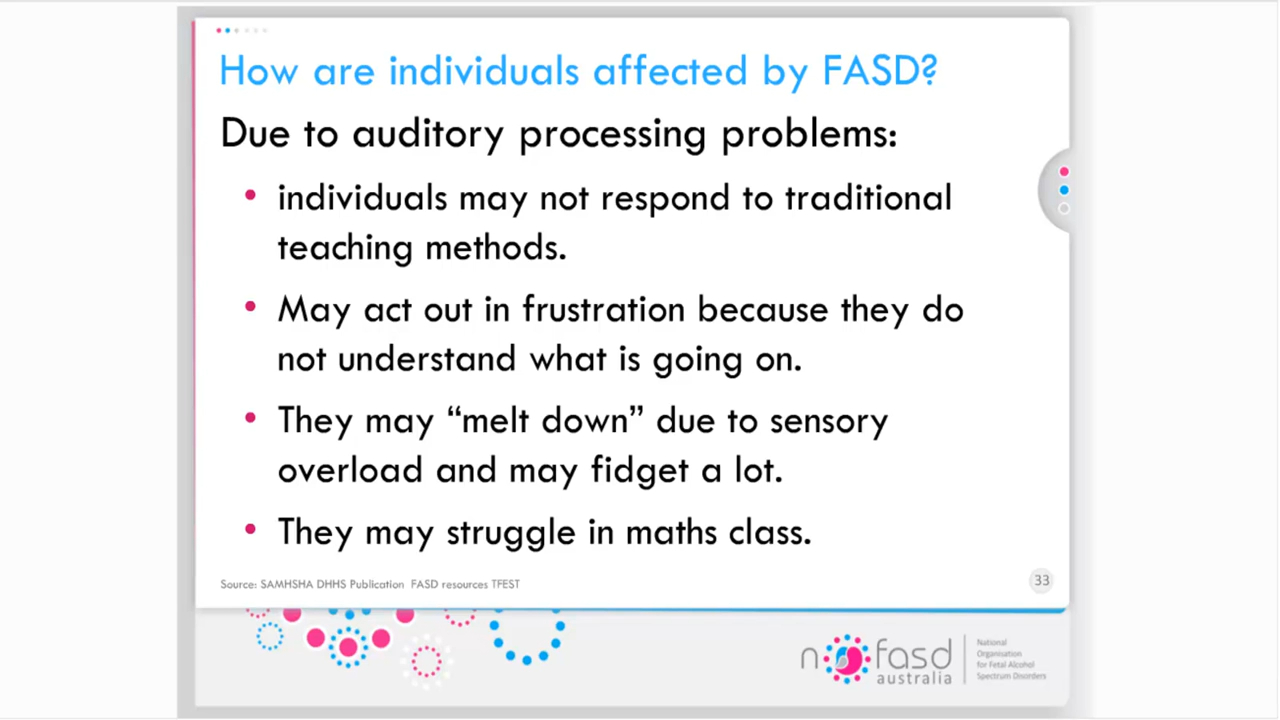 How are individuals affected by FASD?
Due to auditory processing problems:
• individuals may not respond to traditional
teaching methods.
• May act out in frustration because they do
not understand what is going on.
• They may “melt down” due to sensory
overload and may fidget a lot.
• They may struggle in maths class.
Source: SAMHSHA DHHS Publication FASD resources TFEST
33
nofasd
australia
National
Organisation
for Fetal Alcohol
Spectrum Disorders